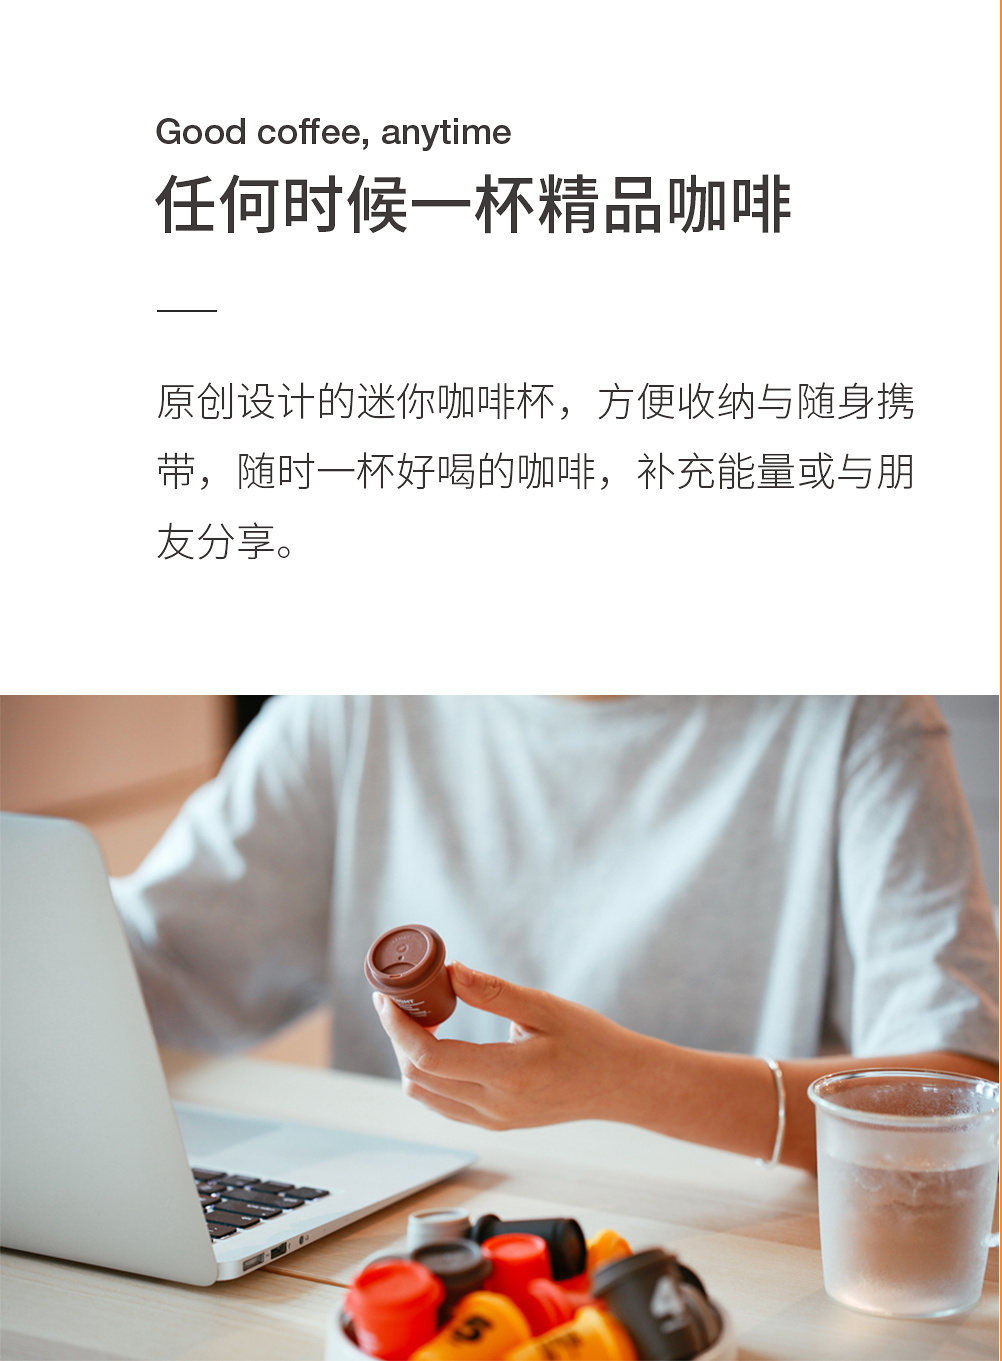 Good coffee, anytime
任何时候一杯精品咖啡
原创设计的迷你咖啡杯，方便收纳与随身携
带，随时一杯好喝的咖啡，补充能量或与朋
友分享。
4
5